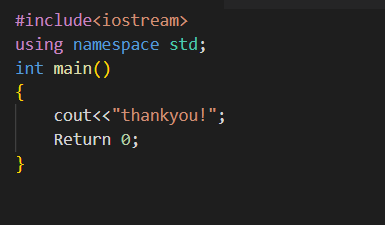 #include<iostream>
using namespace std;
int main()
{
    cout<<"thankyou!";
    Return 0;
}